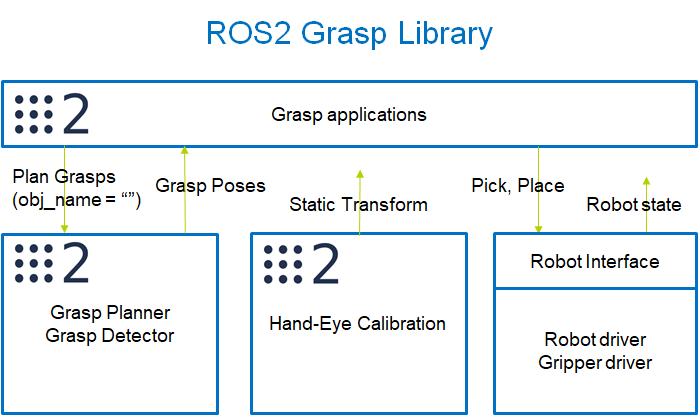 ROS2 Grasp Library
2
Grasp applications
Plan Grasps
(obj_name = “”)
Grasp Poses
Static Transform
Pick, Place
Robot state
2
Grasp Planner
Grasp Detector
2
Hand-Eye Calibration
Robot Interface
Robot driver
Gripper driver